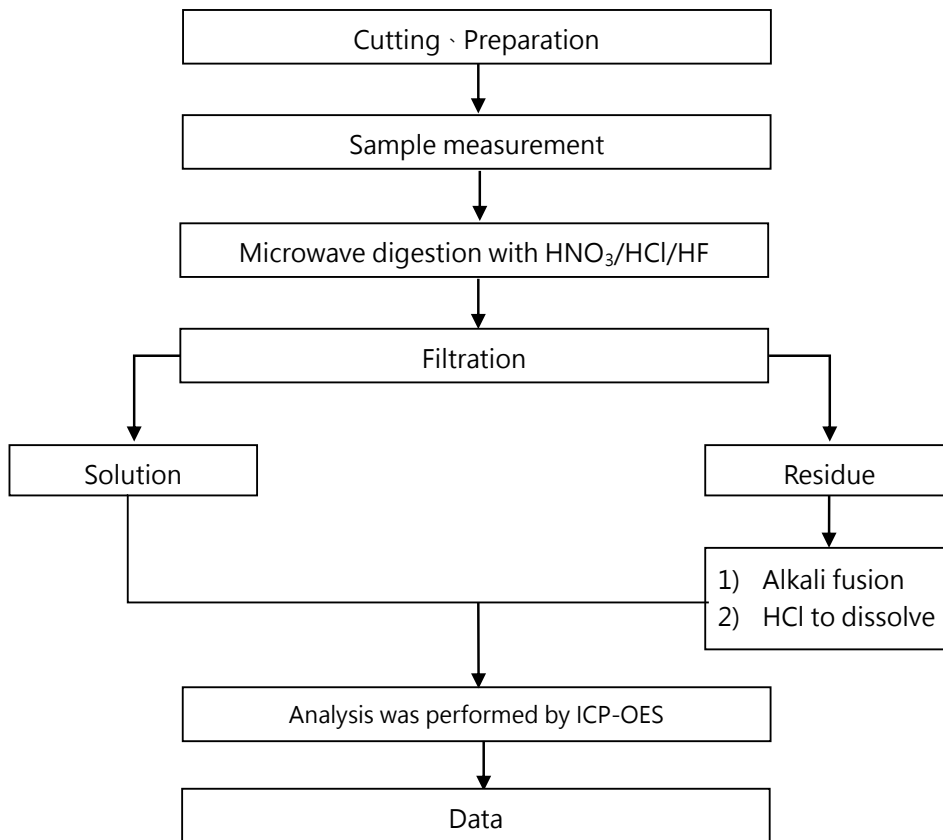 Cutting、Preparation
Sample measurement
Microwave digestion with HNO₃/HCl/HF
Filtration
Solution
Residue
1) Alkali fusion
2) HCl to dissolve
Analysis was performed by ICP-OES
Data